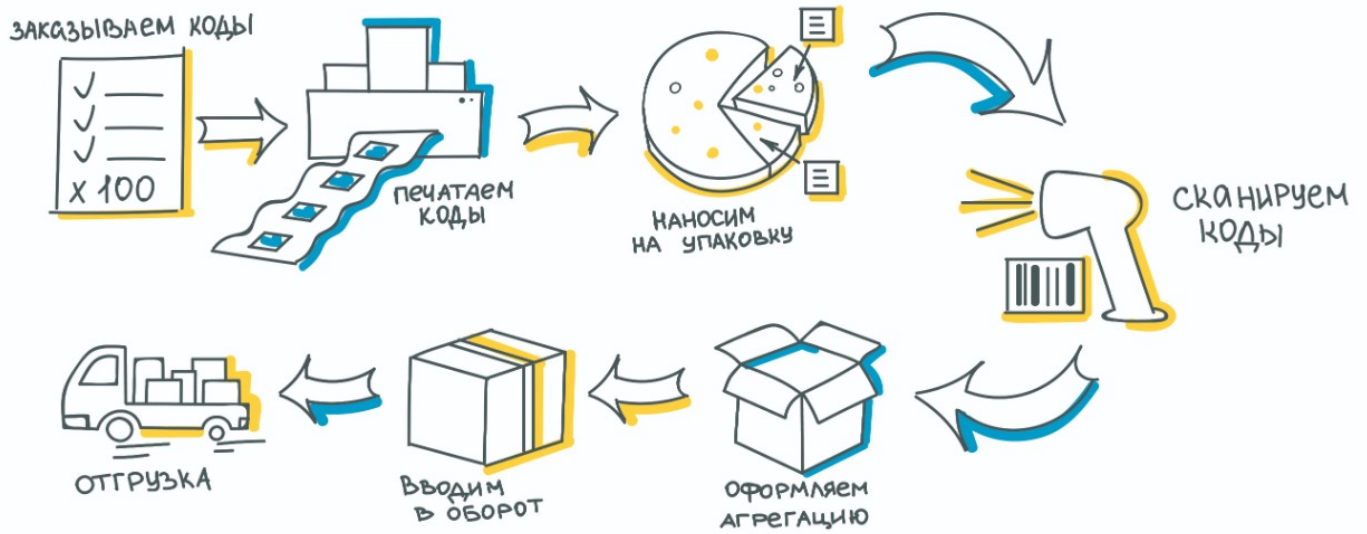 Заказываем коды
x 100
Печатаем
коды
Наносим
на упаковку
Сканируем
коды
Оформляем
агрегацию
Вводим
в оборот
Отгрузка